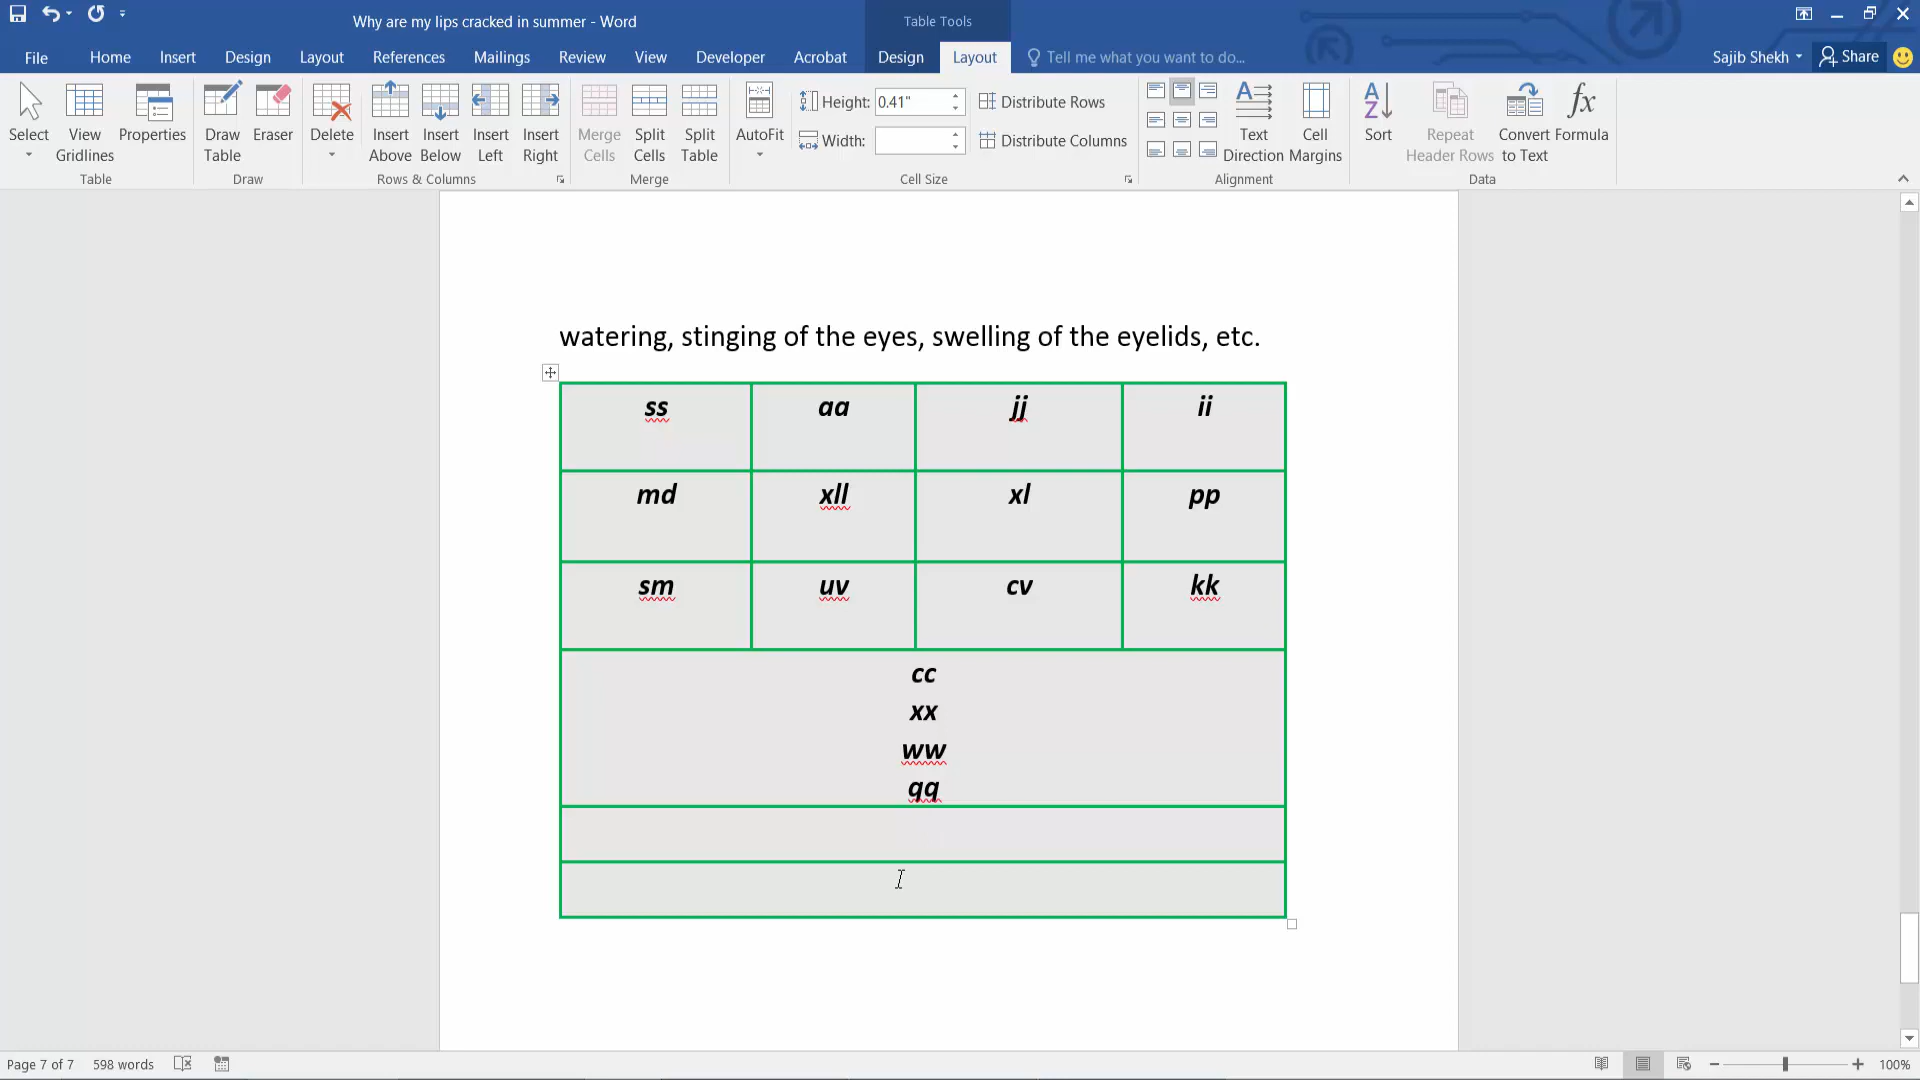 Why are my lips cracked in summer - Word
Table Tools
File Home Insert Design Layout References Mailings Review View Developer Acrobat Design Layout Tell me what you want to do... Sajib Shekh Share
Select
View Gridlines
Properties
Draw Table
Eraser
Delete
Insert Above
Insert Below
Insert Left
Insert Right
Merge Cells
Split Cells
Split Table
AutoFit
Height: 0.41"
Width:
Distribute Rows
Distribute Columns
Text Direction
Cell Margins
A Z Sort
Repeat Header Rows
Convert to Text
fx Formula
Table Draw Rows & Columns Merge Cell Size Alignment Data
watering, stinging of the eyes, swelling of the eyelids, etc.
ss aa jj ii
md xll xl pp
sm uv cv kk
cc
xx
ww
qq
Page 7 of 7 598 words 100%